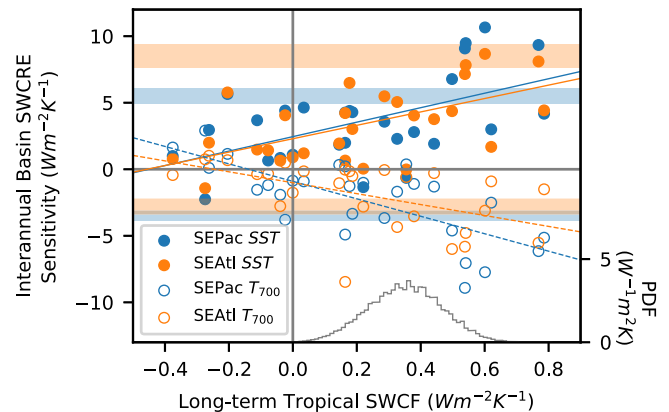 10
5
0
−5
−10
Interannual Basin SWCRE
Sensitivity (Wm⁻²K⁻¹)
SEPac SST
SEAtl SST
SEPac T₇₀₀
SEAtl T₇₀₀
5
0
PDF
(W⁻¹m²K)
−0.4 −0.2 0.0 0.2 0.4 0.6 0.8
Long-term Tropical SWCF (Wm⁻²K⁻¹)